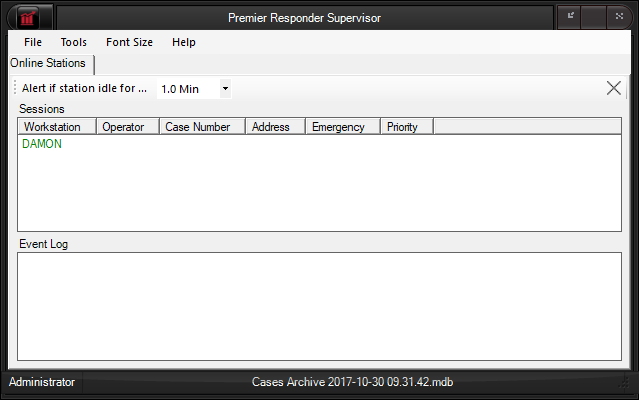 Premier Responder Supervisor
File Tools Font Size Help
Online Stations
Alert if station idle for ... 1.0 Min
Sessions
Workstation Operator Case Number Address Emergency Priority
DAMON
Event Log
Administrator Cases Archive 2017-10-30 09.31.42.mdb